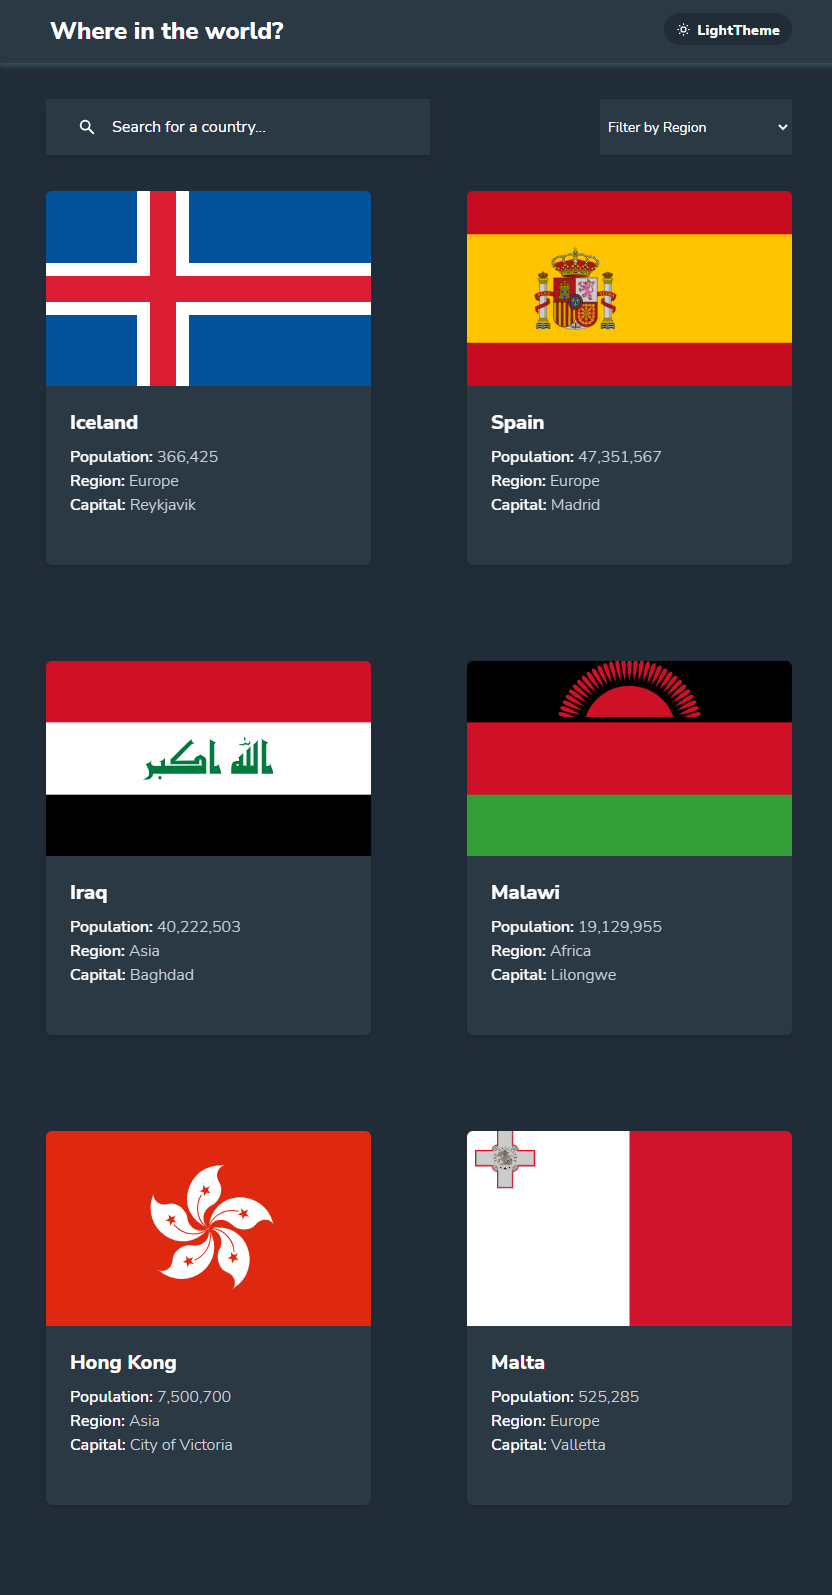 Where in the world?
LightTheme
Search for a country...
Filter by Region
Iceland
Population: 366,425
Region: Europe
Capital: Reykjavik
Spain
Population: 47,351,567
Region: Europe
Capital: Madrid
الله اكبر
Iraq
Population: 40,222,503
Region: Asia
Capital: Baghdad
Malawi
Population: 19,129,955
Region: Africa
Capital: Lilongwe
Hong Kong
Population: 7,500,700
Region: Asia
Capital: City of Victoria
Malta
Population: 525,285
Region: Europe
Capital: Valletta